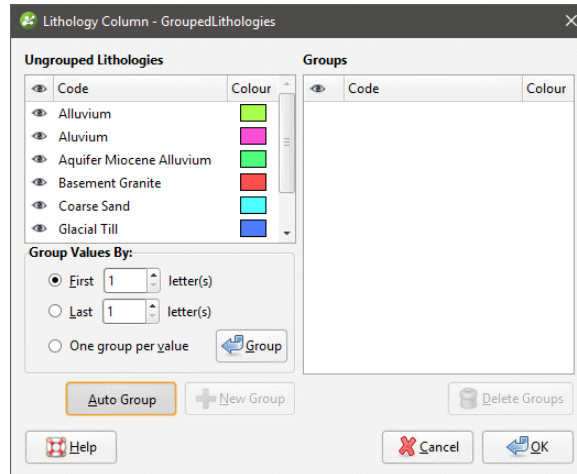 Lithology Column - GroupedLithologies
Ungrouped Lithologies
Code Colour
Alluvium
Aluvium
Aquifer Miocene Alluvium
Basement Granite
Coarse Sand
Glacial Till
Group Values By:
First 1 letter(s)
Last 1 letter(s)
One group per value Group
Auto Group New Group
Groups
Code Colour
Delete Groups
Help Cancel OK